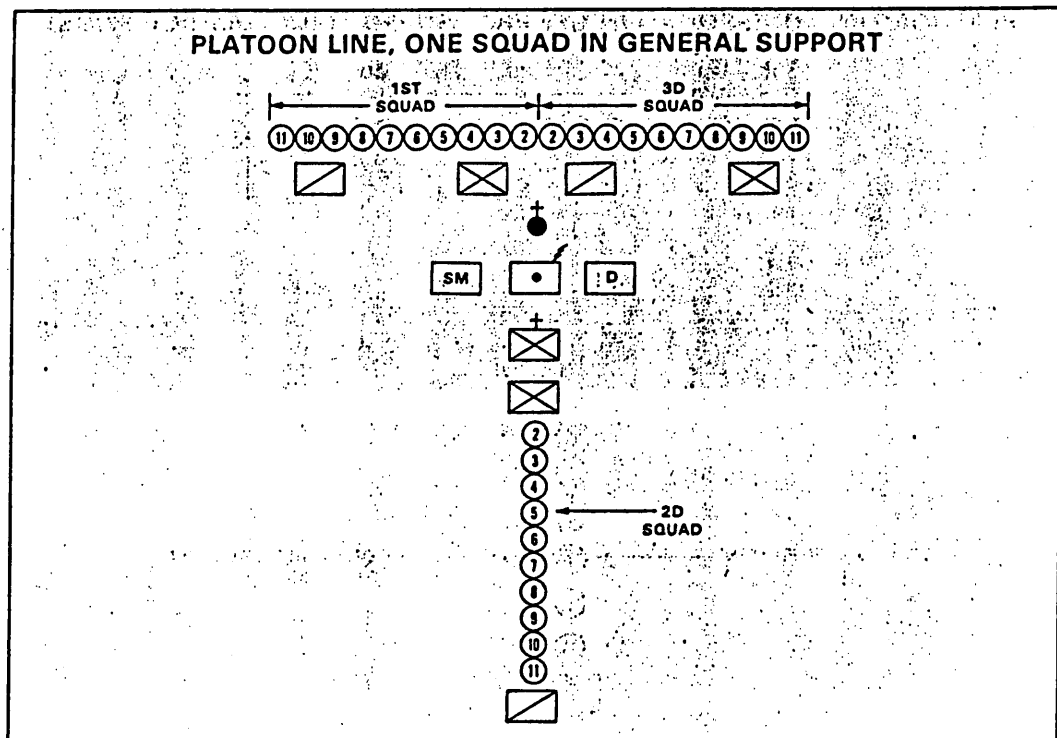 PLATOON LINE, ONE SQUAD IN GENERAL SUPPORT
1ST SQUAD
3D SQUAD
11 10 9 8 7 6 5 4 3 2 2 3 4 5 6 7 8 9 10 11
SM
D
2
3
4
5
2D SQUAD
6
7
8
9
10
11